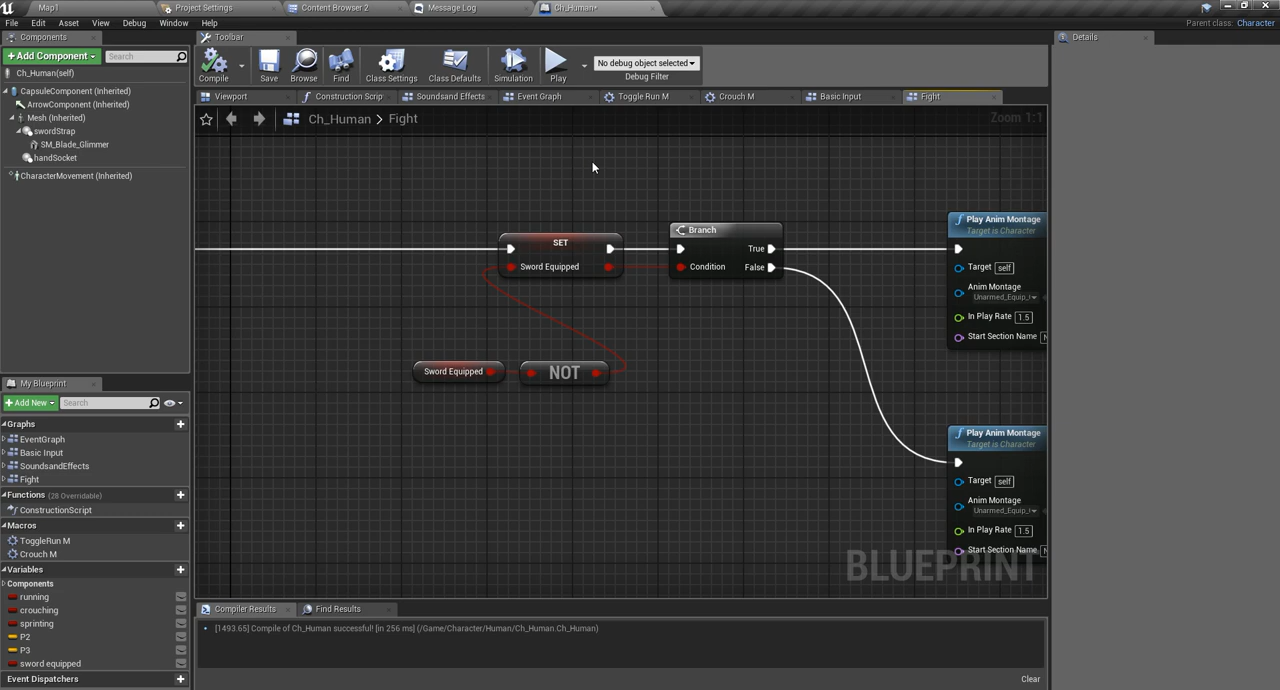 Map1
Project Settings
Content Browser 2
Message Log
Ch_Human*
File Edit Asset View Debug Window Help
Parent class: Character
Components
Toolbar
Details
+ Add Component
Search
Compile
Save
Browse
Find
Class Settings
Class Defaults
Simulation
Play
No debug object selected
Debug Filter
Ch_Human(self)
CapsuleComponent (Inherited)
ArrowComponent (Inherited)
Mesh (Inherited)
swordStrap
SM_Blade_Glimmer
handSocket
CharacterMovement (Inherited)
Viewport
Construction Scrip
Soundsand Effects
Event Graph
Toggle Run M
Crouch M
Basic Input
Fight
Ch_Human > Fight
Zoom 1:1
SET
Sword Equipped
Branch
True
Condition
False
Sword Equipped
NOT
Play Anim Montage
Target is Character
Target self
Anim Montage
Unarmed_Equip_
In Play Rate 1.5
Start Section Name
Play Anim Montage
Target is Character
Target self
Anim Montage
Unarmed_Equip_
In Play Rate 1.5
Start Section Name
BLUEPRINT
My Blueprint
+ Add New
Search
Graphs
EventGraph
Basic Input
SoundsandEffects
Fight
Functions (28 Overridable)
ConstructionScript
Macros
ToggleRun M
Crouch M
Variables
Components
running
crouching
sprinting
P2
P3
sword equipped
Event Dispatchers
Compiler Results
Find Results
[1493.65] Compile of Ch_Human successful! [in 256 ms] (/Game/Character/Human/Ch_Human.Ch_Human)
Clear